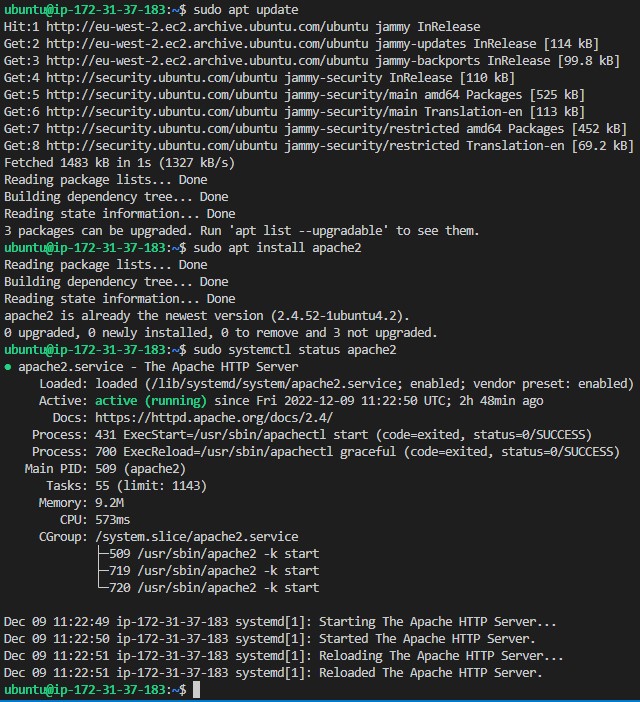 ubuntu@ip-172-31-37-183:~$ sudo apt update
Hit:1 http://eu-west-2.ec2.archive.ubuntu.com/ubuntu jammy InRelease
Get:2 http://eu-west-2.ec2.archive.ubuntu.com/ubuntu jammy-updates InRelease [114 kB]
Get:3 http://eu-west-2.ec2.archive.ubuntu.com/ubuntu jammy-backports InRelease [99.8 kB]
Get:4 http://security.ubuntu.com/ubuntu jammy-security InRelease [110 kB]
Get:5 http://security.ubuntu.com/ubuntu jammy-security/main amd64 Packages [525 kB]
Get:6 http://security.ubuntu.com/ubuntu jammy-security/main Translation-en [113 kB]
Get:7 http://security.ubuntu.com/ubuntu jammy-security/restricted amd64 Packages [452 kB]
Get:8 http://security.ubuntu.com/ubuntu jammy-security/restricted Translation-en [69.2 kB]
Fetched 1483 kB in 1s (1327 kB/s)
Reading package lists... Done
Building dependency tree... Done
Reading state information... Done
3 packages can be upgraded. Run 'apt list --upgradable' to see them.
ubuntu@ip-172-31-37-183:~$ sudo apt install apache2
Reading package lists... Done
Building dependency tree... Done
Reading state information... Done
apache2 is already the newest version (2.4.52-1ubuntu4.2).
0 upgraded, 0 newly installed, 0 to remove and 3 not upgraded.
ubuntu@ip-172-31-37-183:~$ sudo systemctl status apache2
● apache2.service - The Apache HTTP Server
     Loaded: loaded (/lib/systemd/system/apache2.service; enabled; vendor preset: enabled)
     Active: active (running) since Fri 2022-12-09 11:22:50 UTC; 2h 48min ago
       Docs: https://httpd.apache.org/docs/2.4/
    Process: 431 ExecStart=/usr/sbin/apachectl start (code=exited, status=0/SUCCESS)
    Process: 700 ExecReload=/usr/sbin/apachectl graceful (code=exited, status=0/SUCCESS)
   Main PID: 509 (apache2)
      Tasks: 55 (limit: 1143)
     Memory: 9.2M
        CPU: 573ms
     CGroup: /system.slice/apache2.service
             ├─509 /usr/sbin/apache2 -k start
             ├─719 /usr/sbin/apache2 -k start
             └─720 /usr/sbin/apache2 -k start

Dec 09 11:22:49 ip-172-31-37-183 systemd[1]: Starting The Apache HTTP Server...
Dec 09 11:22:50 ip-172-31-37-183 systemd[1]: Started The Apache HTTP Server.
Dec 09 11:22:51 ip-172-31-37-183 systemd[1]: Reloading The Apache HTTP Server...
Dec 09 11:22:51 ip-172-31-37-183 systemd[1]: Reloaded The Apache HTTP Server.
ubuntu@ip-172-31-37-183:~$